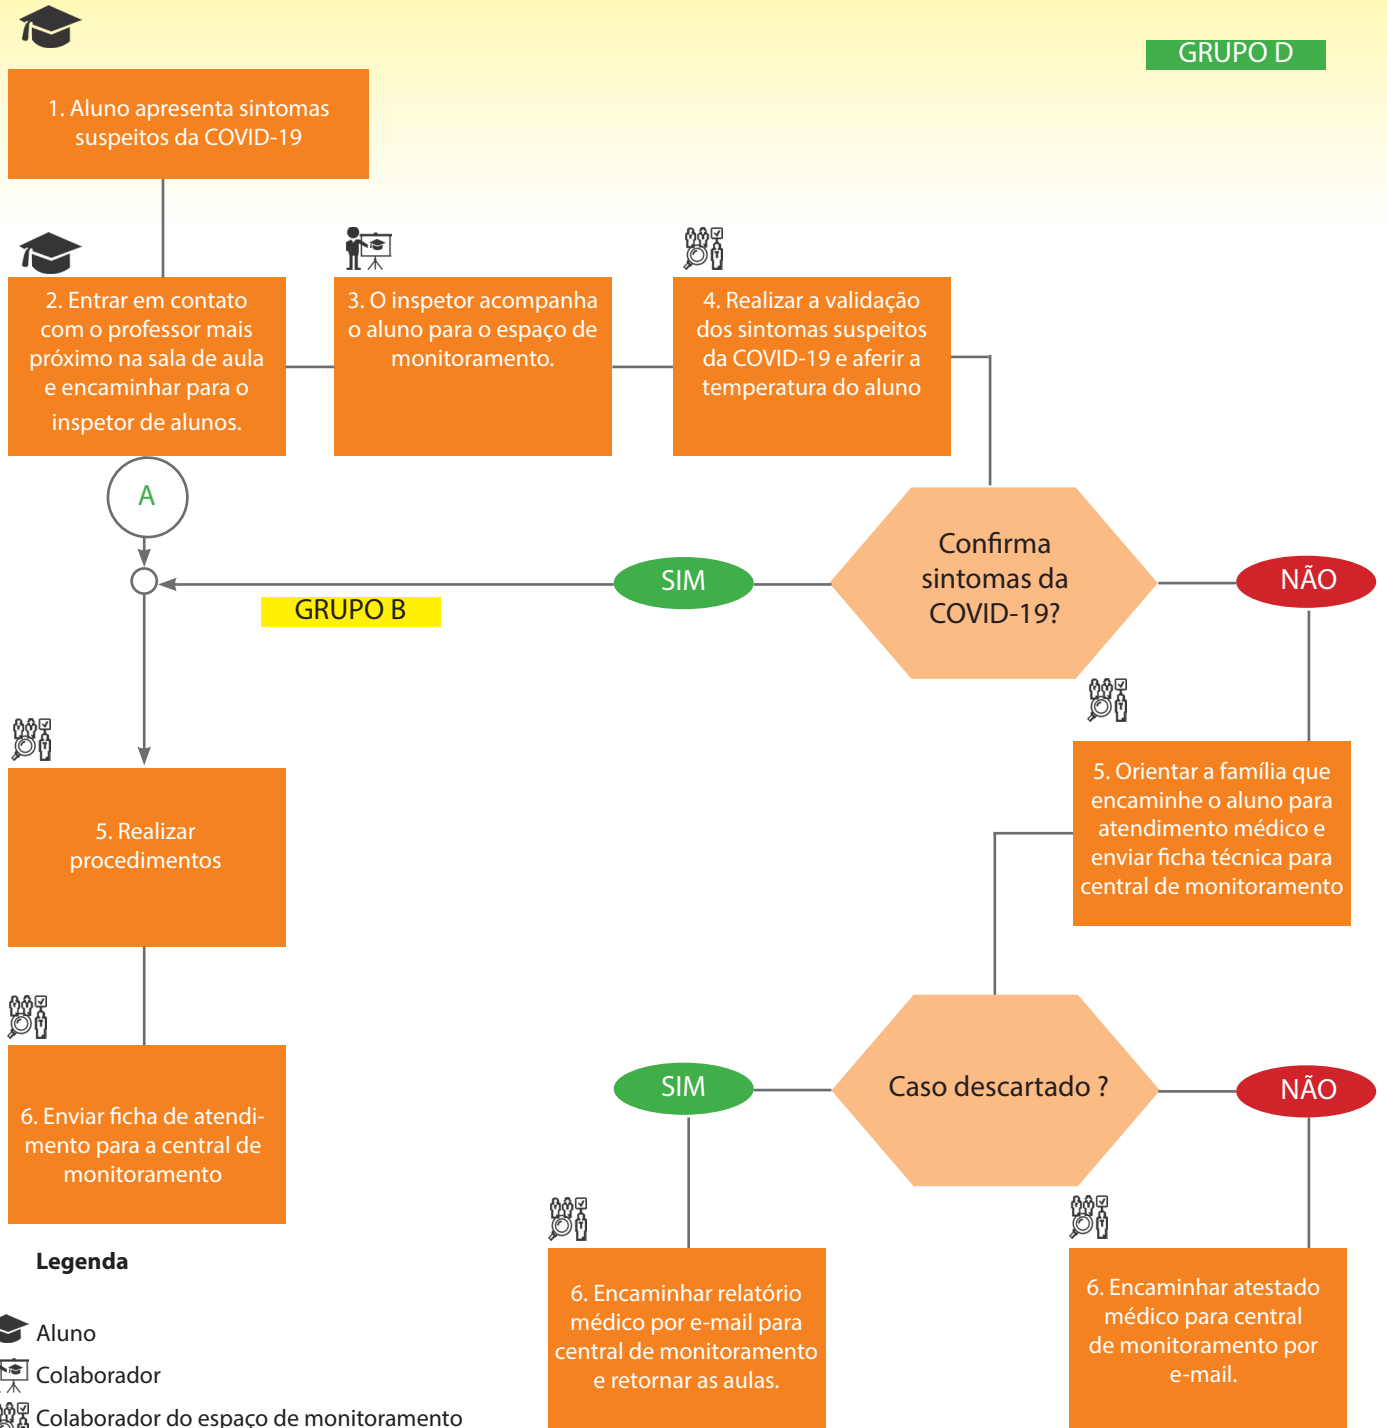 GRUPO D
1. Aluno apresenta sintomas
suspeitos da COVID-19
2. Entrar em contato
com o professor mais
próximo na sala de aula
e encaminhar para o
inspetor de alunos.
3. O inspetor acompanha
o aluno para o espaço de
monitoramento.
4. Realizar a validação
dos sintomas suspeitos
da COVID-19 e aferir a
temperatura do aluno
A
Confirma
sintomas da
COVID-19?
SIM
NÃO
GRUPO B
5. Realizar
procedimentos
5. Orientar a família que
encaminhe o aluno para
atendimento médico e
enviar ficha técnica para
central de monitoramento
6. Enviar ficha de atendi-
mento para a central de
monitoramento
Caso descartado ?
SIM
NÃO
6. Encaminhar relatório
médico por e-mail para
central de monitoramento
e retornar as aulas.
6. Encaminhar atestado
médico para central
de monitoramento por
e-mail.
Legenda
Aluno
Colaborador
Colaborador do espaço de monitoramento